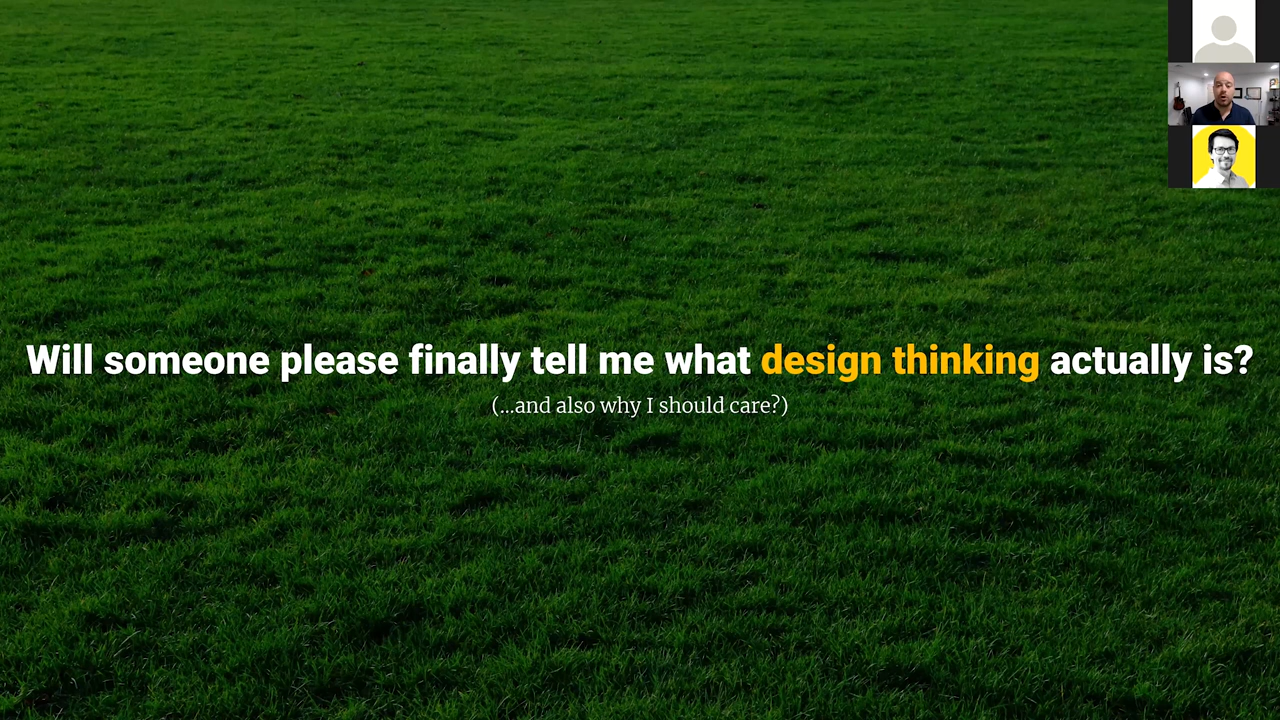 Will someone please finally tell me what design thinking actually is?
(...and also why I should care?)